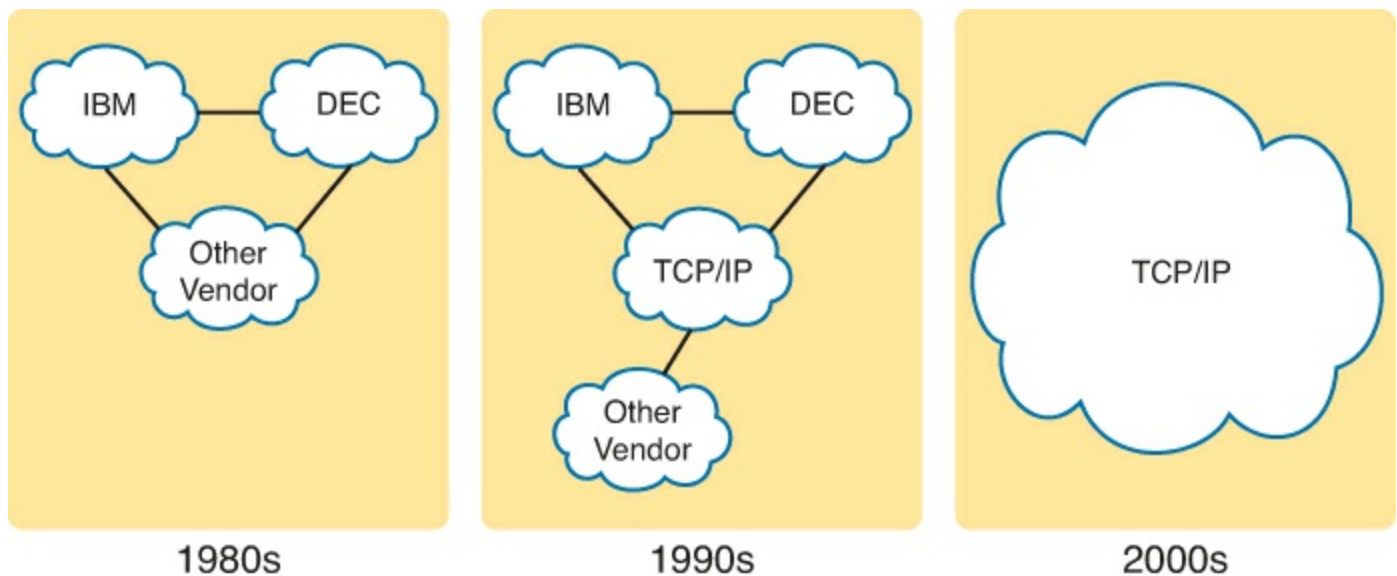 IBM
DEC
Other
Vendor
1980s
IBM
DEC
TCP/IP
Other
Vendor
1990s
TCP/IP
2000s